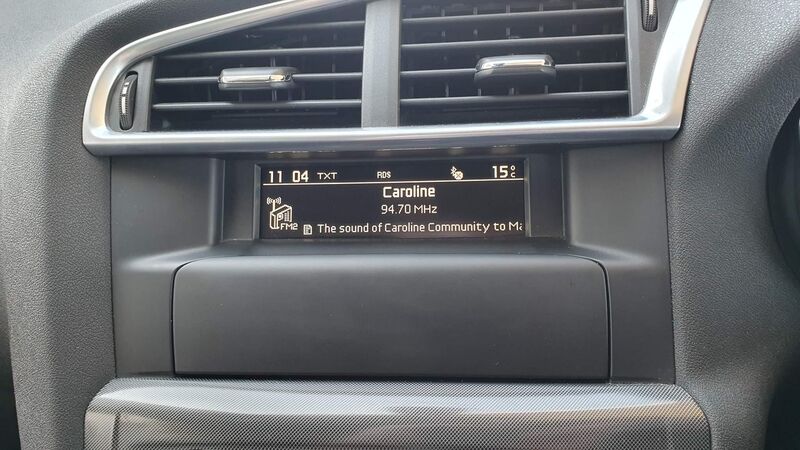 11 04 TXT RDS 15°C
Caroline
94.70 MHz
FM2 The sound of Caroline Community to Ma